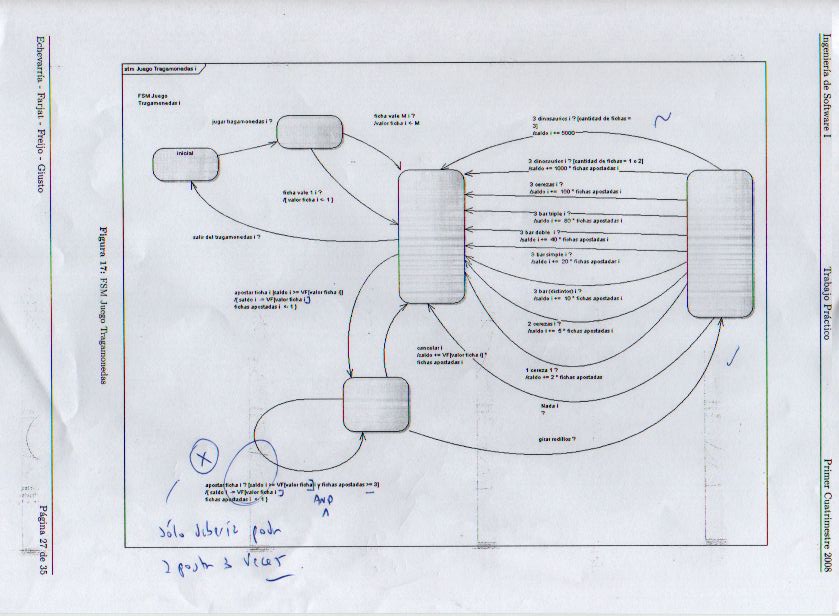 Ingeniería de Software I
Trabajo Práctico
Primer Cuatrimestre 2008
stm Juego Tragamonedas i
FSM Juego
Tragamonedas i
jugar tragamonedas i ?
ficha vale M i ?
/valor ficha i <- M
inicial
ficha vale 1 i ?
/[ valor ficha i <- 1 ]
salir del tragamonedas i ?
3 dinosaurios i ? [cantidad de fichas =
3]
/saldo i += 5000
3 dinosaurios i ? [cantidad de fichas = 1 o 2]
/saldo += 1000 * fichas apostadas i
3 cerezas i ?
/saldo i += 100 * fichas apostadas i
3 bar triple i ?
/saldo i += 80 * fichas apostadas i
3 bar doble i ?
/saldo i += 40 * fichas apostadas i
3 bar simple i ?
/saldo i += 20 * fichas apostadas i
3 bar (distintos) i ?
/saldo i += 10 * fichas apostadas i
2 cerezas i ?
/saldo i += 5 * fichas apostadas i
1 cereza 1 ?
/saldo += 2 * fichas apostadas
Nada i
?
girar rodillos ?
apostar ficha i [saldo i >= VF[valor ficha i]]
/[ saldo i -= VF[valor ficha i]
fichas apostadas i <- 1 ]
cancelar i
/saldo += VF[valor ficha i] *
fichas apostadas i
apostar ficha i ? [saldo i >= VF[valor ficha] y fichas apostadas >= 3]
/[ saldo i -= VF[valor ficha i ]
fichas apostadas i <- 1 ]
X
AND
∧
sólo debería poder
3 veces
Figura 17: FSM Juego Tragamonedas
Echevarría - Farjat - Freijo - Giusto
Página 27 de 35